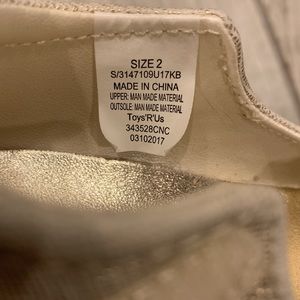 SIZE 2
S/3147109U17KB
MADE IN CHINA
UPPER: MAN MADE MATERIAL
OUTSOLE: MAN MADE MATERIAL
Toys'R'Us
343528CNC
03102017